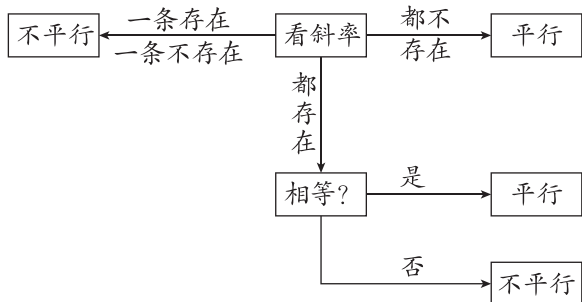 不平行
一条存在
一条不存在
看斜率
都不
存在
平行
都存在
相等?
是
平行
否
不平行